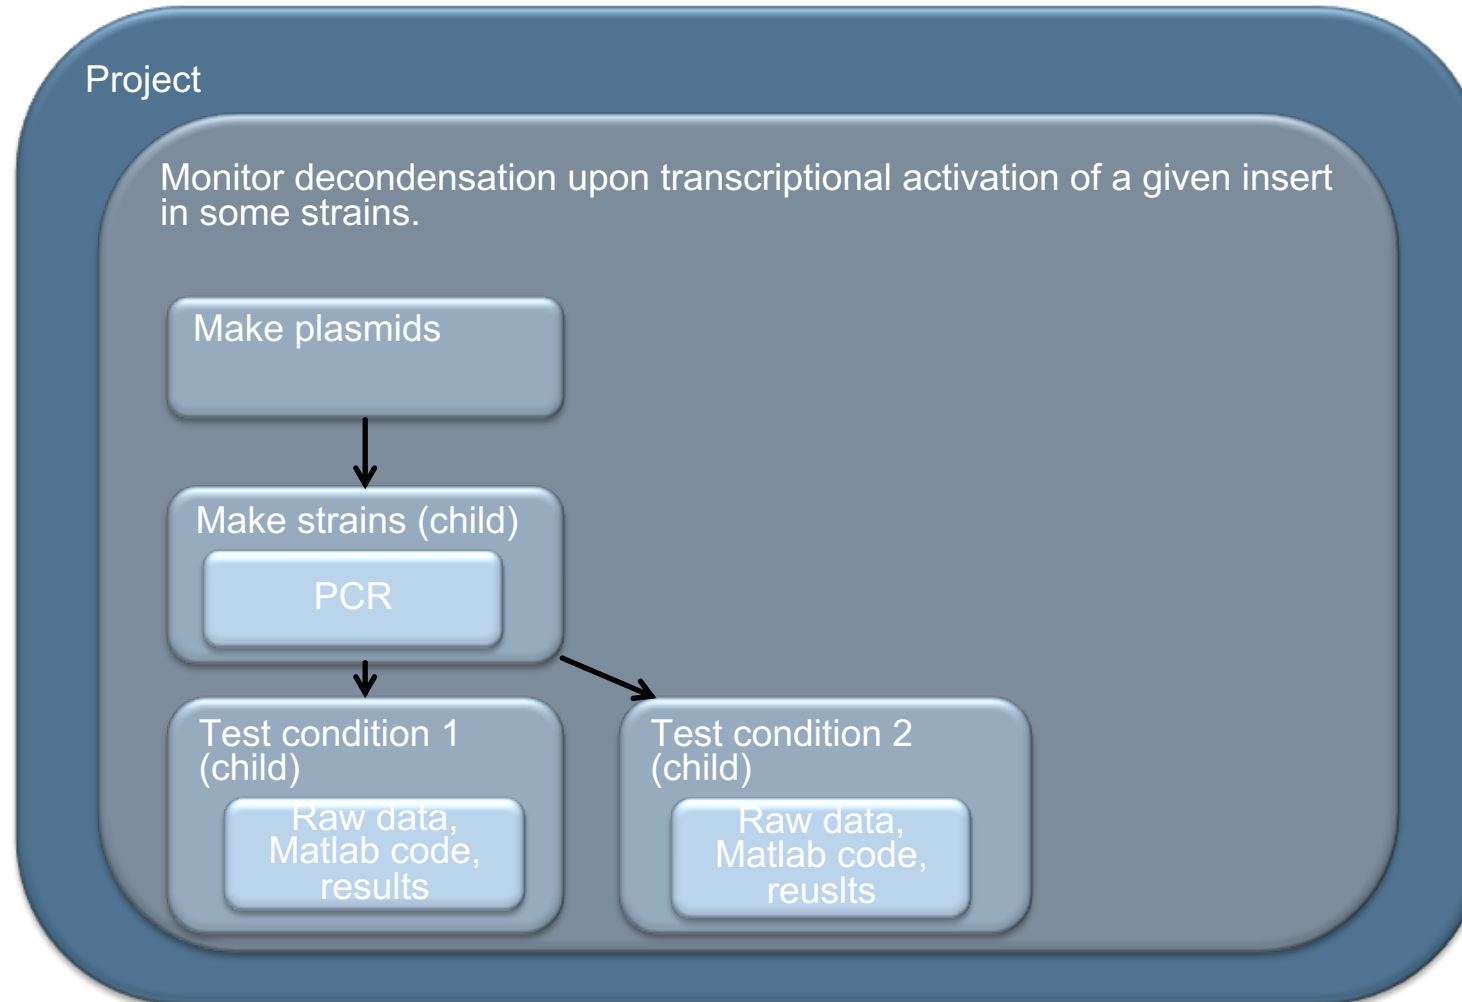 Project
Monitor decondensation upon transcriptional activation of a given insert
in some strains.
Make plasmids
Make strains (child)
PCR
Test condition 1
(child)
Raw data,
Matlab code,
results
Test condition 2
(child)
Raw data,
Matlab code,
reuslts